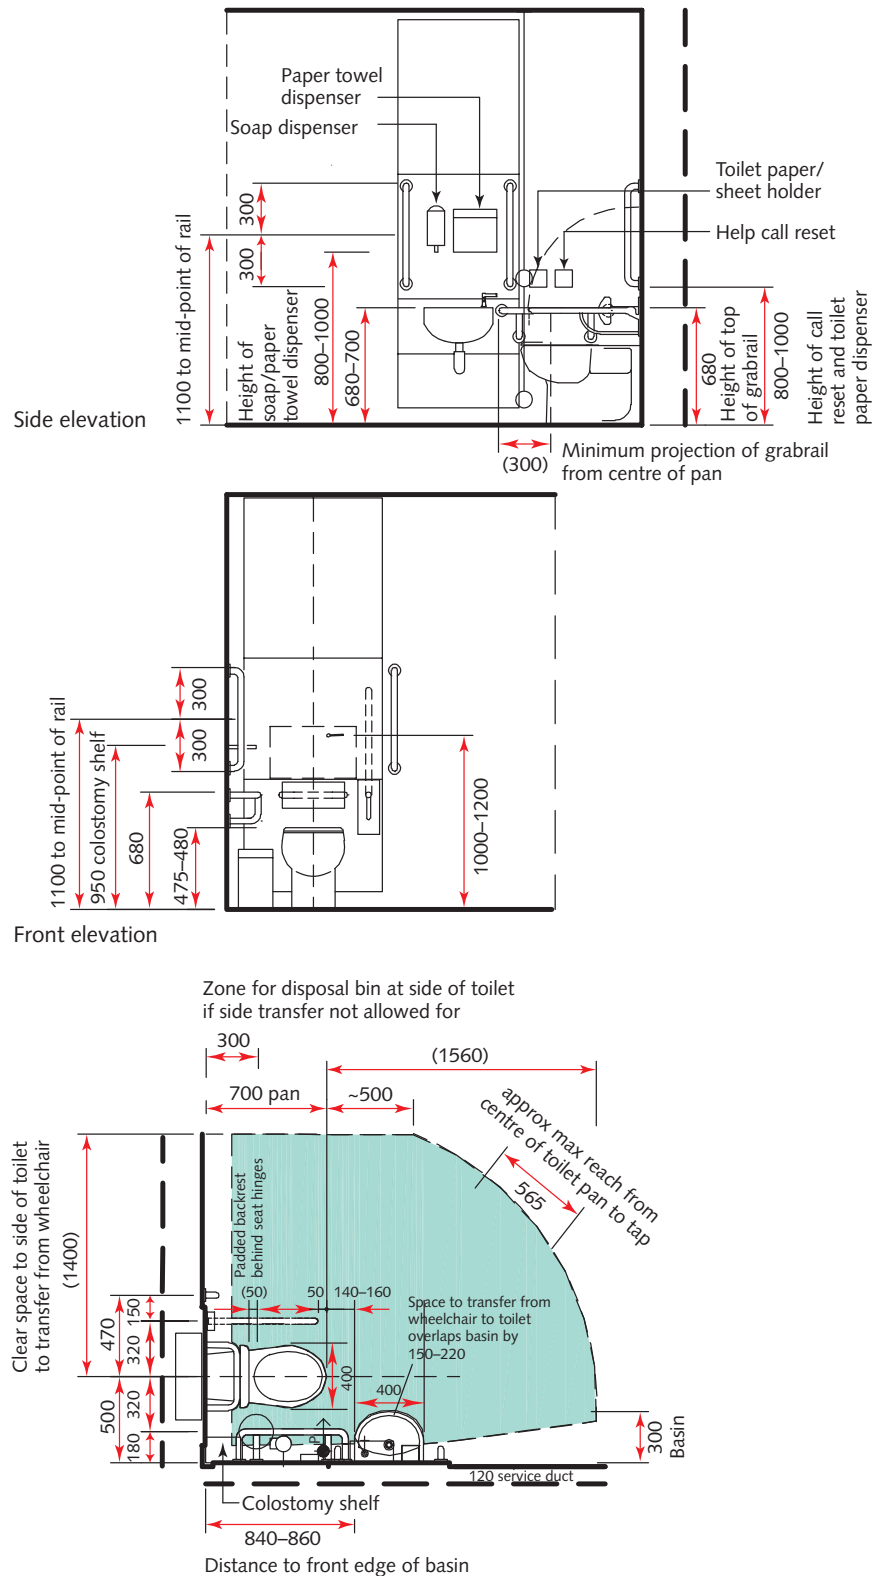 Paper towel
dispenser
Soap dispenser
Toilet paper/
sheet holder
Help call reset
300
300
1100 to mid-point of rail
Height of
soap/paper
towel dispenser
800–1000
680–700
680
Height of top
of grabrail
800–1000
Height of call
reset and toilet
paper dispenser
Side elevation
(300)
Minimum projection of grabrail
from centre of pan
300
300
1100 to mid-point of rail
950 colostomy shelf
680
475–480
1000–1200
Front elevation
Zone for disposal bin at side of toilet
if side transfer not allowed for
300
(1560)
700 pan
~500
approx max reach from
centre of toilet pan to tap
565
Clear space to side of toilet
to transfer from wheelchair
(1400)
Padded backrest
behind seat hinges
(50)
50
140–160
Space to transfer from
wheelchair to toilet
overlaps basin by
150–220
470
150
320
400
400
500
320
180
P
300
Basin
120 service duct
Colostomy shelf
840–860
Distance to front edge of basin